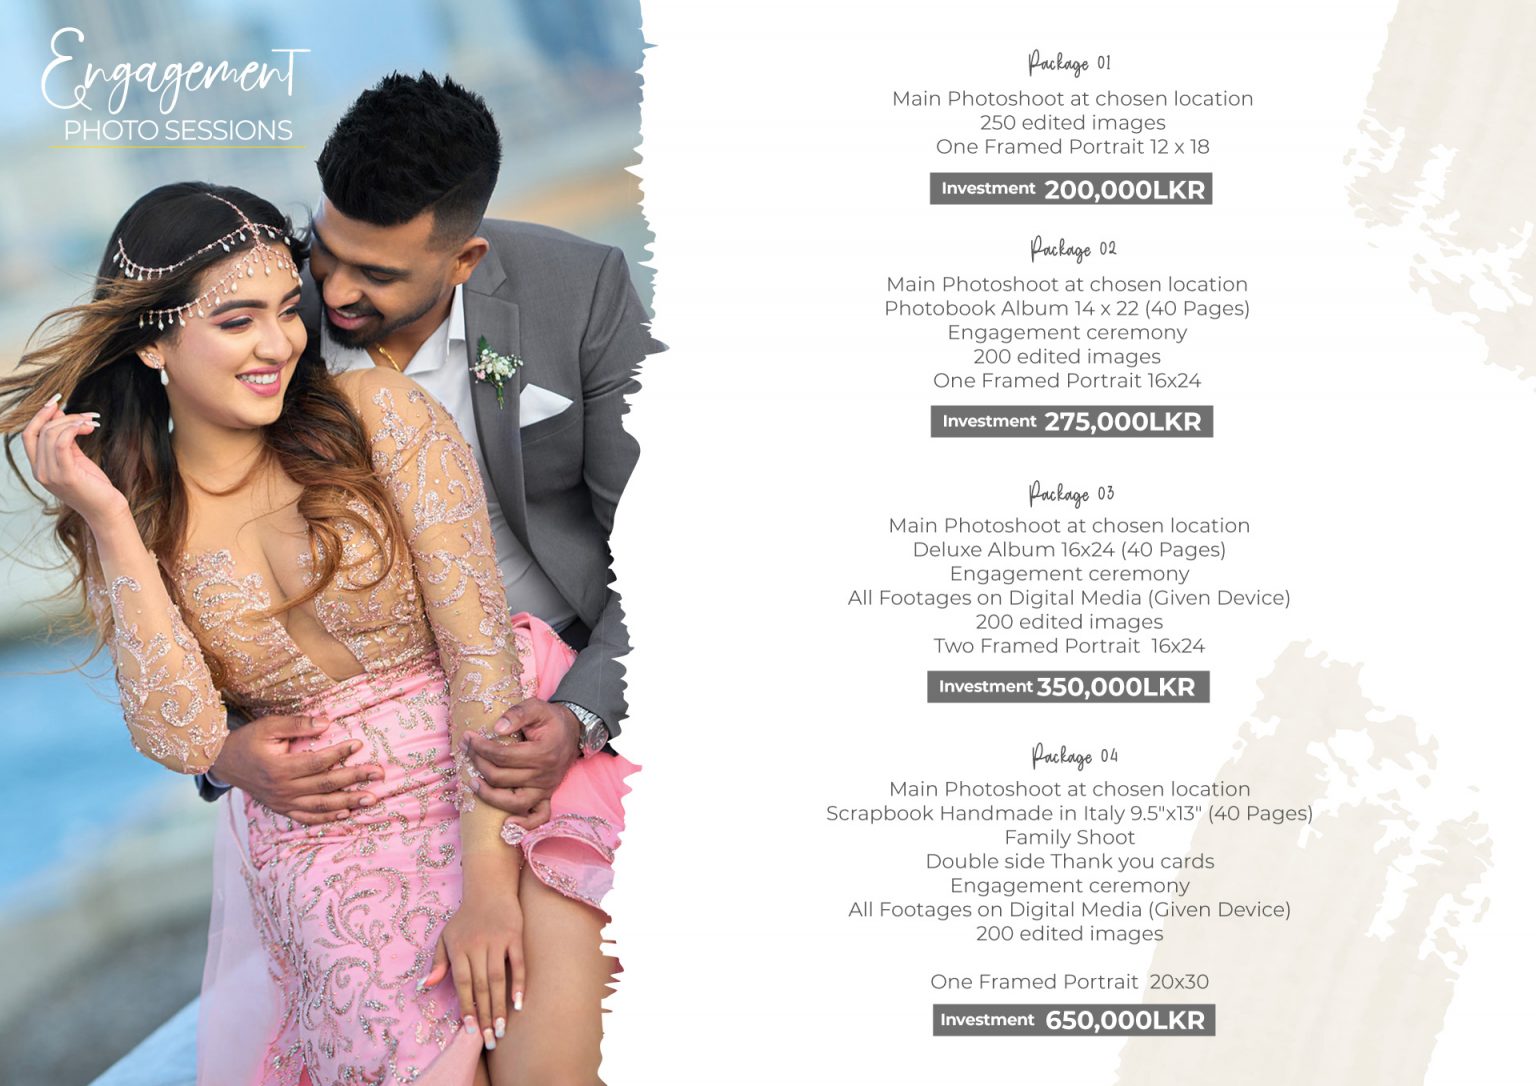 Engagement
PHOTO SESSIONS
Package 01
Main Photoshoot at chosen location
250 edited images
One Framed Portrait 12 x 18
Investment 200,000LKR
Package 02
Main Photoshoot at chosen location
Photobook Album 14 x 22 (40 Pages)
Engagement ceremony
200 edited images
One Framed Portrait 16x24
Investment 275,000LKR
Package 03
Main Photoshoot at chosen location
Deluxe Album 16x24 (40 Pages)
Engagement ceremony
All Footages on Digital Media (Given Device)
200 edited images
Two Framed Portrait 16x24
Investment 350,000LKR
Package 04
Main Photoshoot at chosen location
Scrapbook Handmade in Italy 9.5"x13" (40 Pages)
Family Shoot
Double side Thank you cards
Engagement ceremony
All Footages on Digital Media (Given Device)
200 edited images
One Framed Portrait 20x30
Investment 650,000LKR